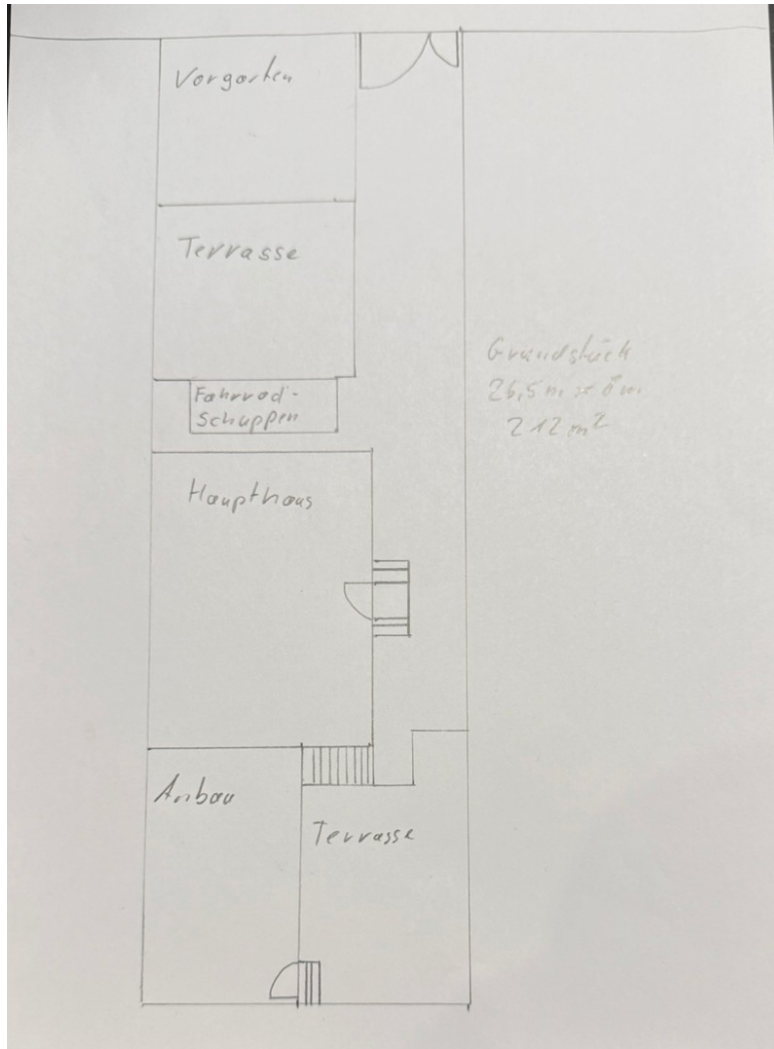 Vorgarten
Terrasse
Fahrrad-
Schuppen
Grundstück
26,5 m x 8 m
212 m²
Haupthaus
Anbau
Terrasse